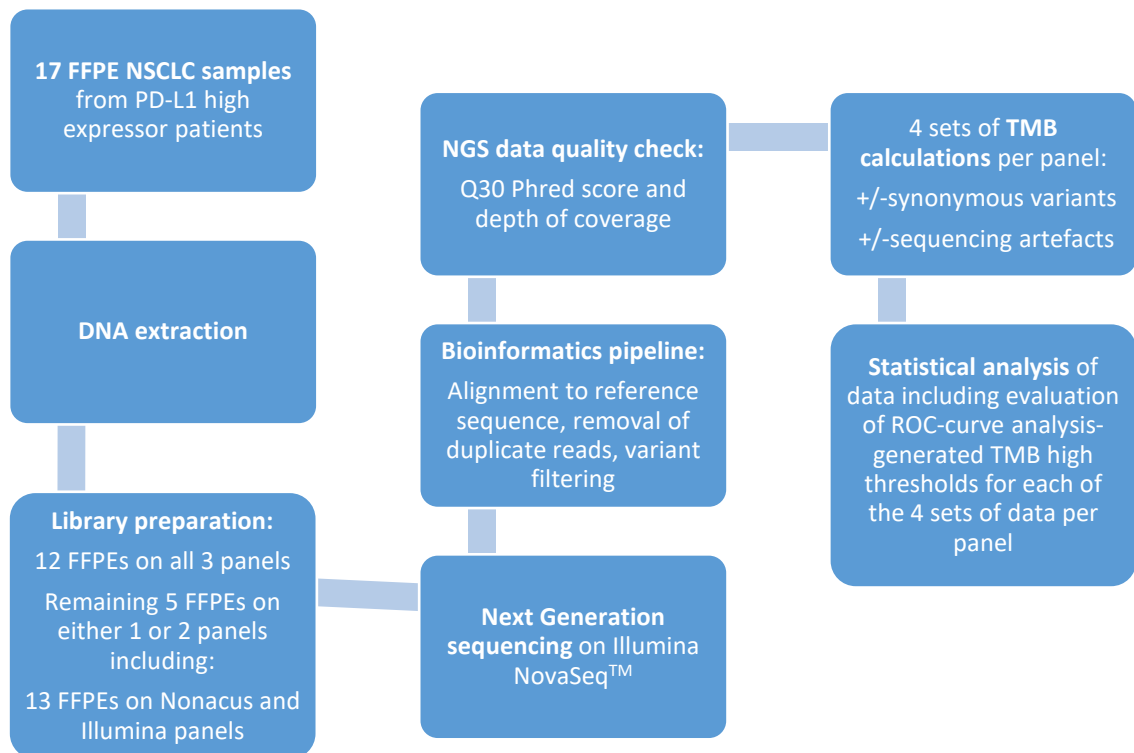 17 FFPE NSCLC samples
from PD-L1 high
expressor patients
DNA extraction
Library preparation:
12 FFPEs on all 3 panels
Remaining 5 FFPEs on
either 1 or 2 panels
including:
13 FFPEs on Nonacus and
Illumina panels
Next Generation
sequencing on Illumina
NovaSeqTM
Bioinformatics pipeline:
Alignment to reference
sequence, removal of
duplicate reads, variant
filtering
NGS data quality check:
Q30 Phred score and
depth of coverage
4 sets of TMB
calculations per panel:
+/-synonymous variants
+/-sequencing artefacts
Statistical analysis of
data including evaluation
of ROC-curve analysis-
generated TMB high
thresholds for each of
the 4 sets of data per
panel